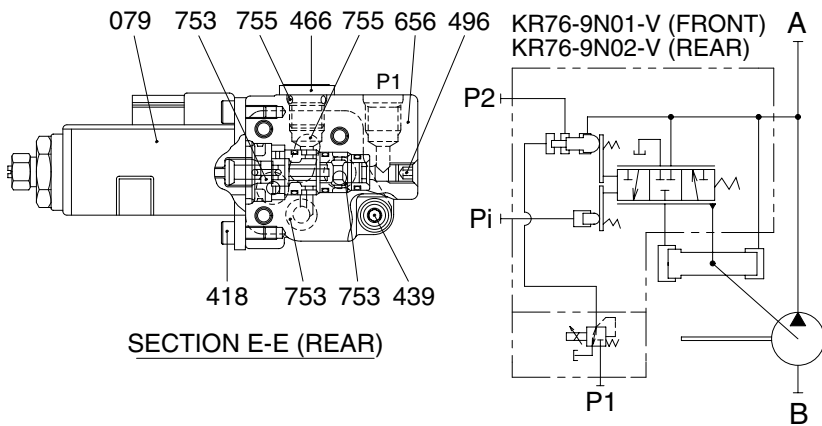 079 753 755 466 755 656 496
P1
418 753 753 439
SECTION E-E (REAR)
KR76-9N01-V (FRONT)
KR76-9N02-V (REAR)
A
P2
Pi
P1
B